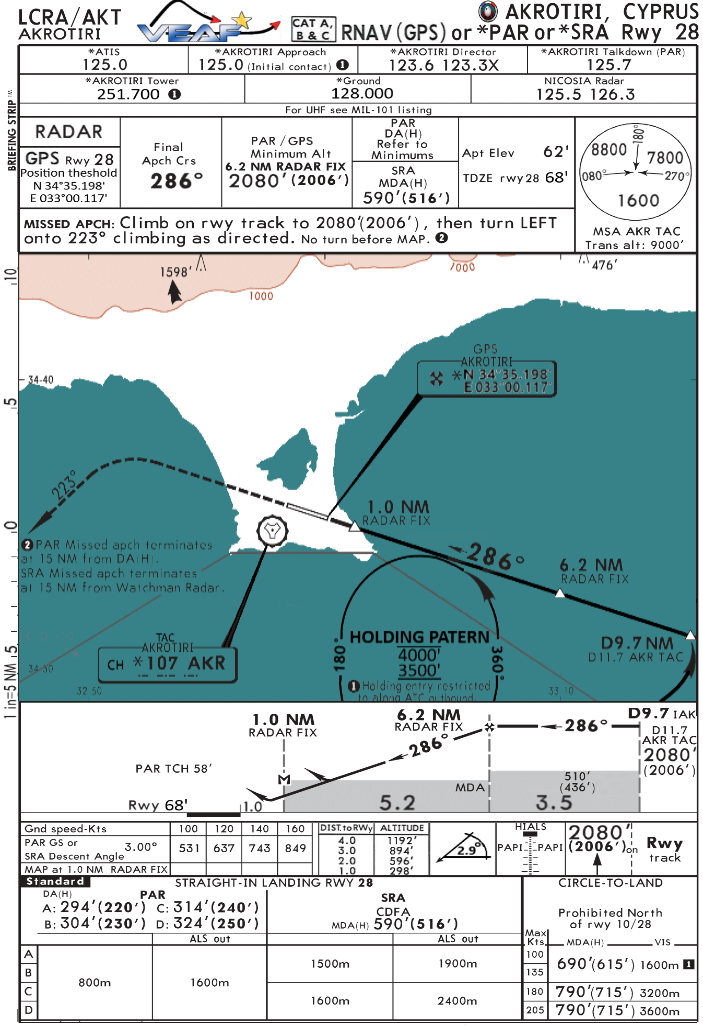 LCRA/AKT
AKROTIRI
VEAF
CAT A,
B & C
AKROTIRI, CYPRUS
RNAV (GPS) or *PAR or *SRA Rwy 28
BRIEFING STRIP™
*ATIS
125.0
*AKROTIRI Approach
125.0 (Initial contact) 1
*AKROTIRI Director
123.6 123.3X
*AKROTIRI Talkdown (PAR)
125.7
*AKROTIRI Tower
251.700 1
*Ground
128.000
NICOSIA Radar
125.5 126.3
For UHF see MIL-101 listing
RADAR
GPS Rwy 28
Position theshold
N 34°35.198'
E 033°00.117'
Final
Apch Crs
286°
PAR/GPS
Minimum Alt
6.2 NM RADAR FIX
2080'(2006')
PAR
DA(H)
Refer to
Minimums
SRA
MDA(H)
590'(516')
Apt Elev 62'
TDZE rwy28 68'
8800
180°
7800
080°
270°
1600
MSA AKR TAC
Trans alt: 9000'
MISSED APCH: Climb on rwy track to 2080'(2006'), then turn LEFT
onto 223° climbing as directed. No turn before MAP. 2
10
1598'
1000
7000
476'
34-40
5
GPS
AKROTIRI
*N 34°35.198'
E 033°00.117'
223°
0
1.0 NM
RADAR FIX
2 PAR Missed apch terminates
at 15 NM from DA(H).
SRA Missed apch terminates
at 15 NM from Watchman Radar.
286°
6.2 NM
RADAR FIX
TAC
AKROTIRI
CH *107 AKR
HOLDING PATERN
4000'
3500'
180°
360°
1 Holding entry restricted
to along ATC outbound.
D9.7 NM
D11.7 AKR TAC
34-30
32 50
33 10
1 in=5 NM
5
1.0 NM
RADAR FIX
6.2 NM
RADAR FIX
D9.7 IAK
D11.7
AKR TAC
2080'
(2006')
286°
286°
PAR TCH 58'
M
MDA
510'
(436')
Rwy 68'
1.0
5.2
3.5
Gnd speed-Kts 100 120 140 160
PAR GS or
SRA Descent Angle 3.00° 531 637 743 849
MAP at 1.0 NM RADAR FIX
DIST.toRWy ALTITUDE
4.0 1192'
3.0 894'
2.0 596'
1.0 298'
2.9°
HIALS
PAPI PAPI
2080'
(2006') on
Rwy
track
Standard
STRAIGHT-IN LANDING RWY 28
CIRCLE-TO-LAND
DA(H) PAR
A: 294'(220') C: 314'(240')
B: 304'(230') D: 324'(250')
SRA
CDFA
MDA(H) 590'(516')
Prohibited North
of rwy 10/28
ALS out
ALS out
Max
Kts.
MDA(H) VIS
A
B
C
D
800m
1600m
1500m 1900m
1600m 2400m
100
135
690'(615') 1600m 1
180 790'(715') 3200m
205 790'(715') 3600m